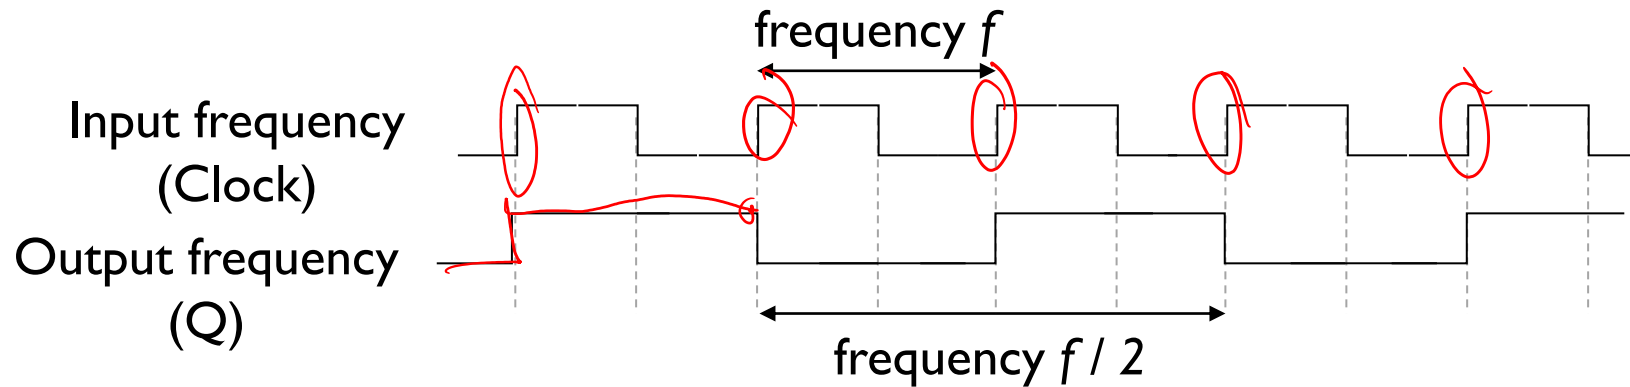 frequency f
Input frequency
(Clock)
Output frequency
(Q)
frequency f / 2